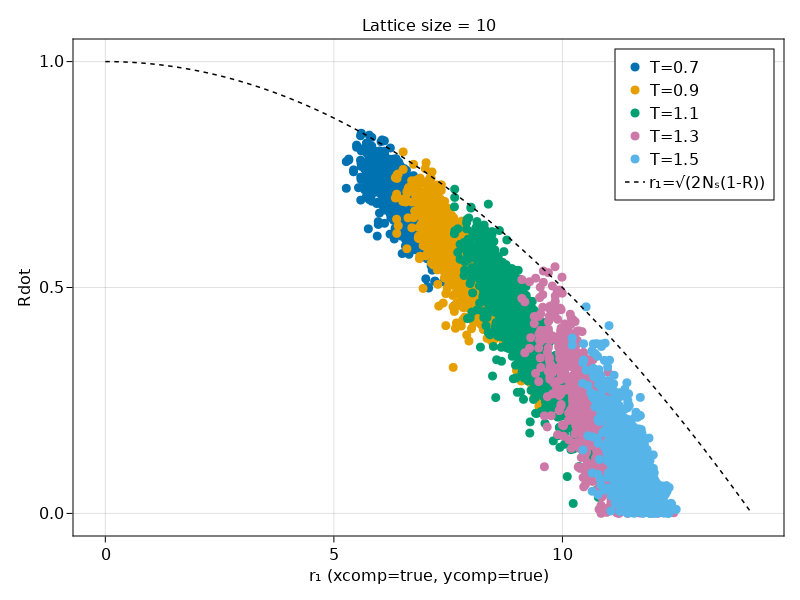 Lattice size = 10
1.0
0.5
0.0
Rdot
0
5
10
r₁ (xcomp=true, ycomp=true)
T=0.7
T=0.9
T=1.1
T=1.3
T=1.5
r₁=√(2Nₛ(1-R))